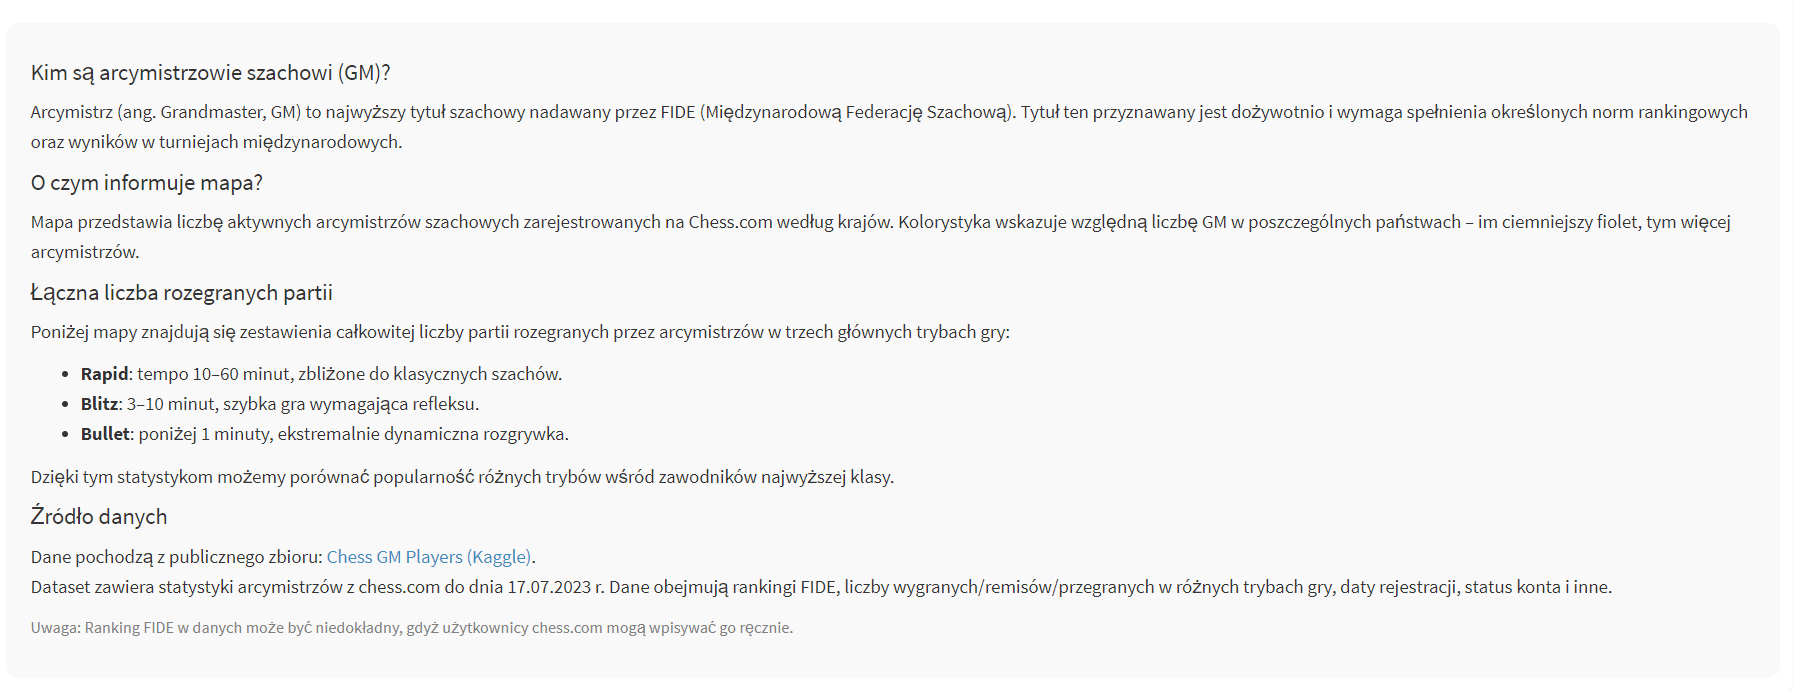 Kim są arcymistrzowie szachowi (GM)?
Arcymistrz (ang. Grandmaster, GM) to najwyższy tytuł szachowy nadawany przez FIDE (Międzynarodową Federację Szachową). Tytuł ten przyznawany jest dożywotnio i wymaga spełnienia określonych norm rankingowych
oraz wyników w turniejach międzynarodowych.
O czym informuje mapa?
Mapa przedstawia liczbę aktywnych arcymistrzów szachowych zarejestrowanych na Chess.com według krajów. Kolorystyka wskazuje względną liczbę GM w poszczególnych państwach – im ciemniejszy fiolet, tym więcej
arcymistrzów.
Łączna liczba rozegranych partii
Poniżej mapy znajdują się zestawienia całkowitej liczby partii rozegranych przez arcymistrzów w trzech głównych trybach gry:
• Rapid: tempo 10–60 minut, zbliżone do klasycznych szachów.
• Blitz: 3–10 minut, szybka gra wymagająca refleksu.
• Bullet: poniżej 1 minuty, ekstremalnie dynamiczna rozgrywka.
Dzięki tym statystykom możemy porównać popularność różnych trybów wśród zawodników najwyższej klasy.
Źródło danych
Dane pochodzą z publicznego zbioru: Chess GM Players (Kaggle).
Dataset zawiera statystyki arcymistrzów z chess.com do dnia 17.07.2023 r. Dane obejmują rankingi FIDE, liczby wygranych/remisów/przegranych w różnych trybach gry, daty rejestracji, status konta i inne.
Uwaga: Ranking FIDE w danych może być niedokładny, gdyż użytkownicy chess.com mogą wpisywać go ręcznie.